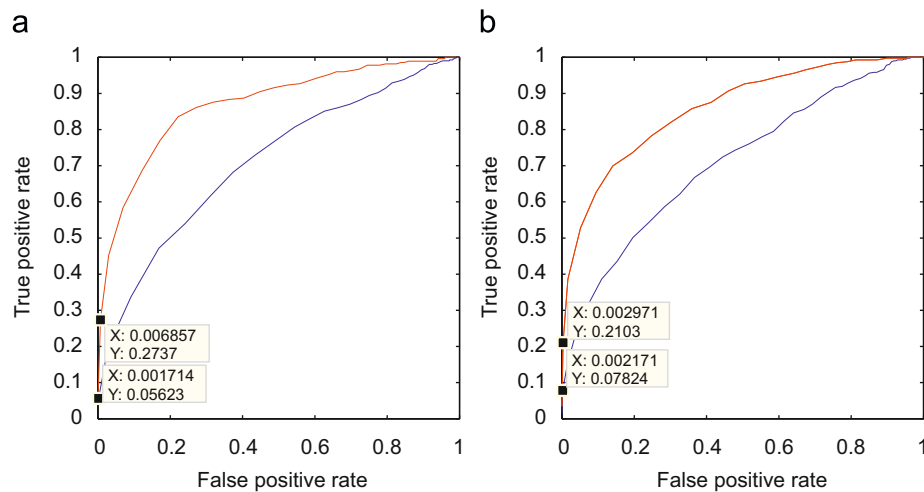 a
1
0.9
0.8
0.7
0.6
0.5
0.4
0.3
0.2
0.1
0
True positive rate
X: 0.006857
Y: 0.2737
X: 0.001714
Y: 0.05623
0 0.2 0.4 0.6 0.8 1
False positive rate
b
1
0.9
0.8
0.7
0.6
0.5
0.4
0.3
0.2
0.1
0
True positive rate
X: 0.002971
Y: 0.2103
X: 0.002171
Y: 0.07824
0 0.2 0.4 0.6 0.8 1
False positive rate